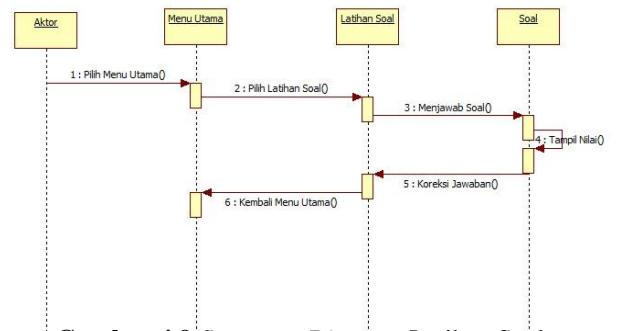 Aktor
Menu Utama
Latihan Soal
Soal
1 : Pilih Menu Utama()
2 : Pilih Latihan Soal()
3 : Menjawab Soal()
4 : Tampil Nilai()
5 : Koreksi Jawaban()
6 : Kembali Menu Utama()